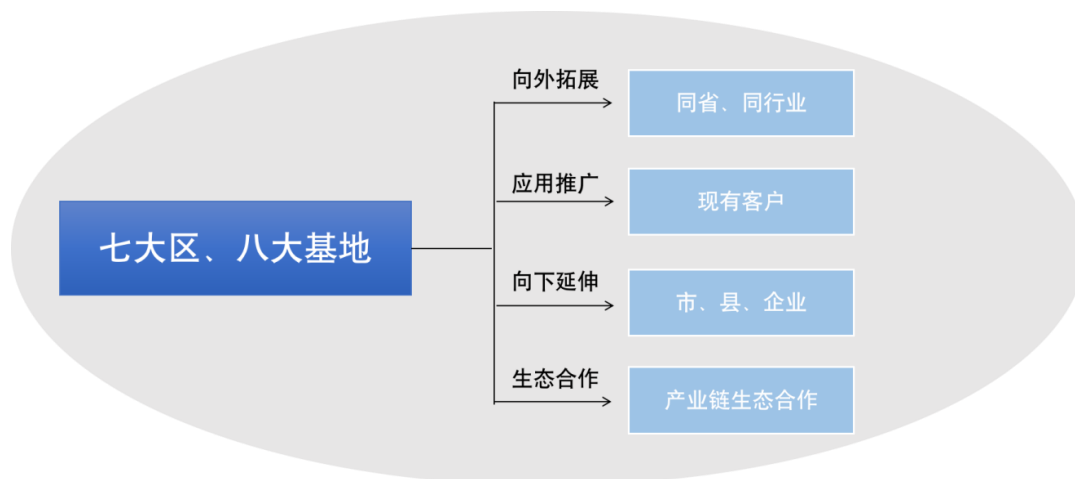 七大区、八大基地
向外拓展
同省、同行业
应用推广
现有客户
向下延伸
市、县、企业
生态合作
产业链生态合作